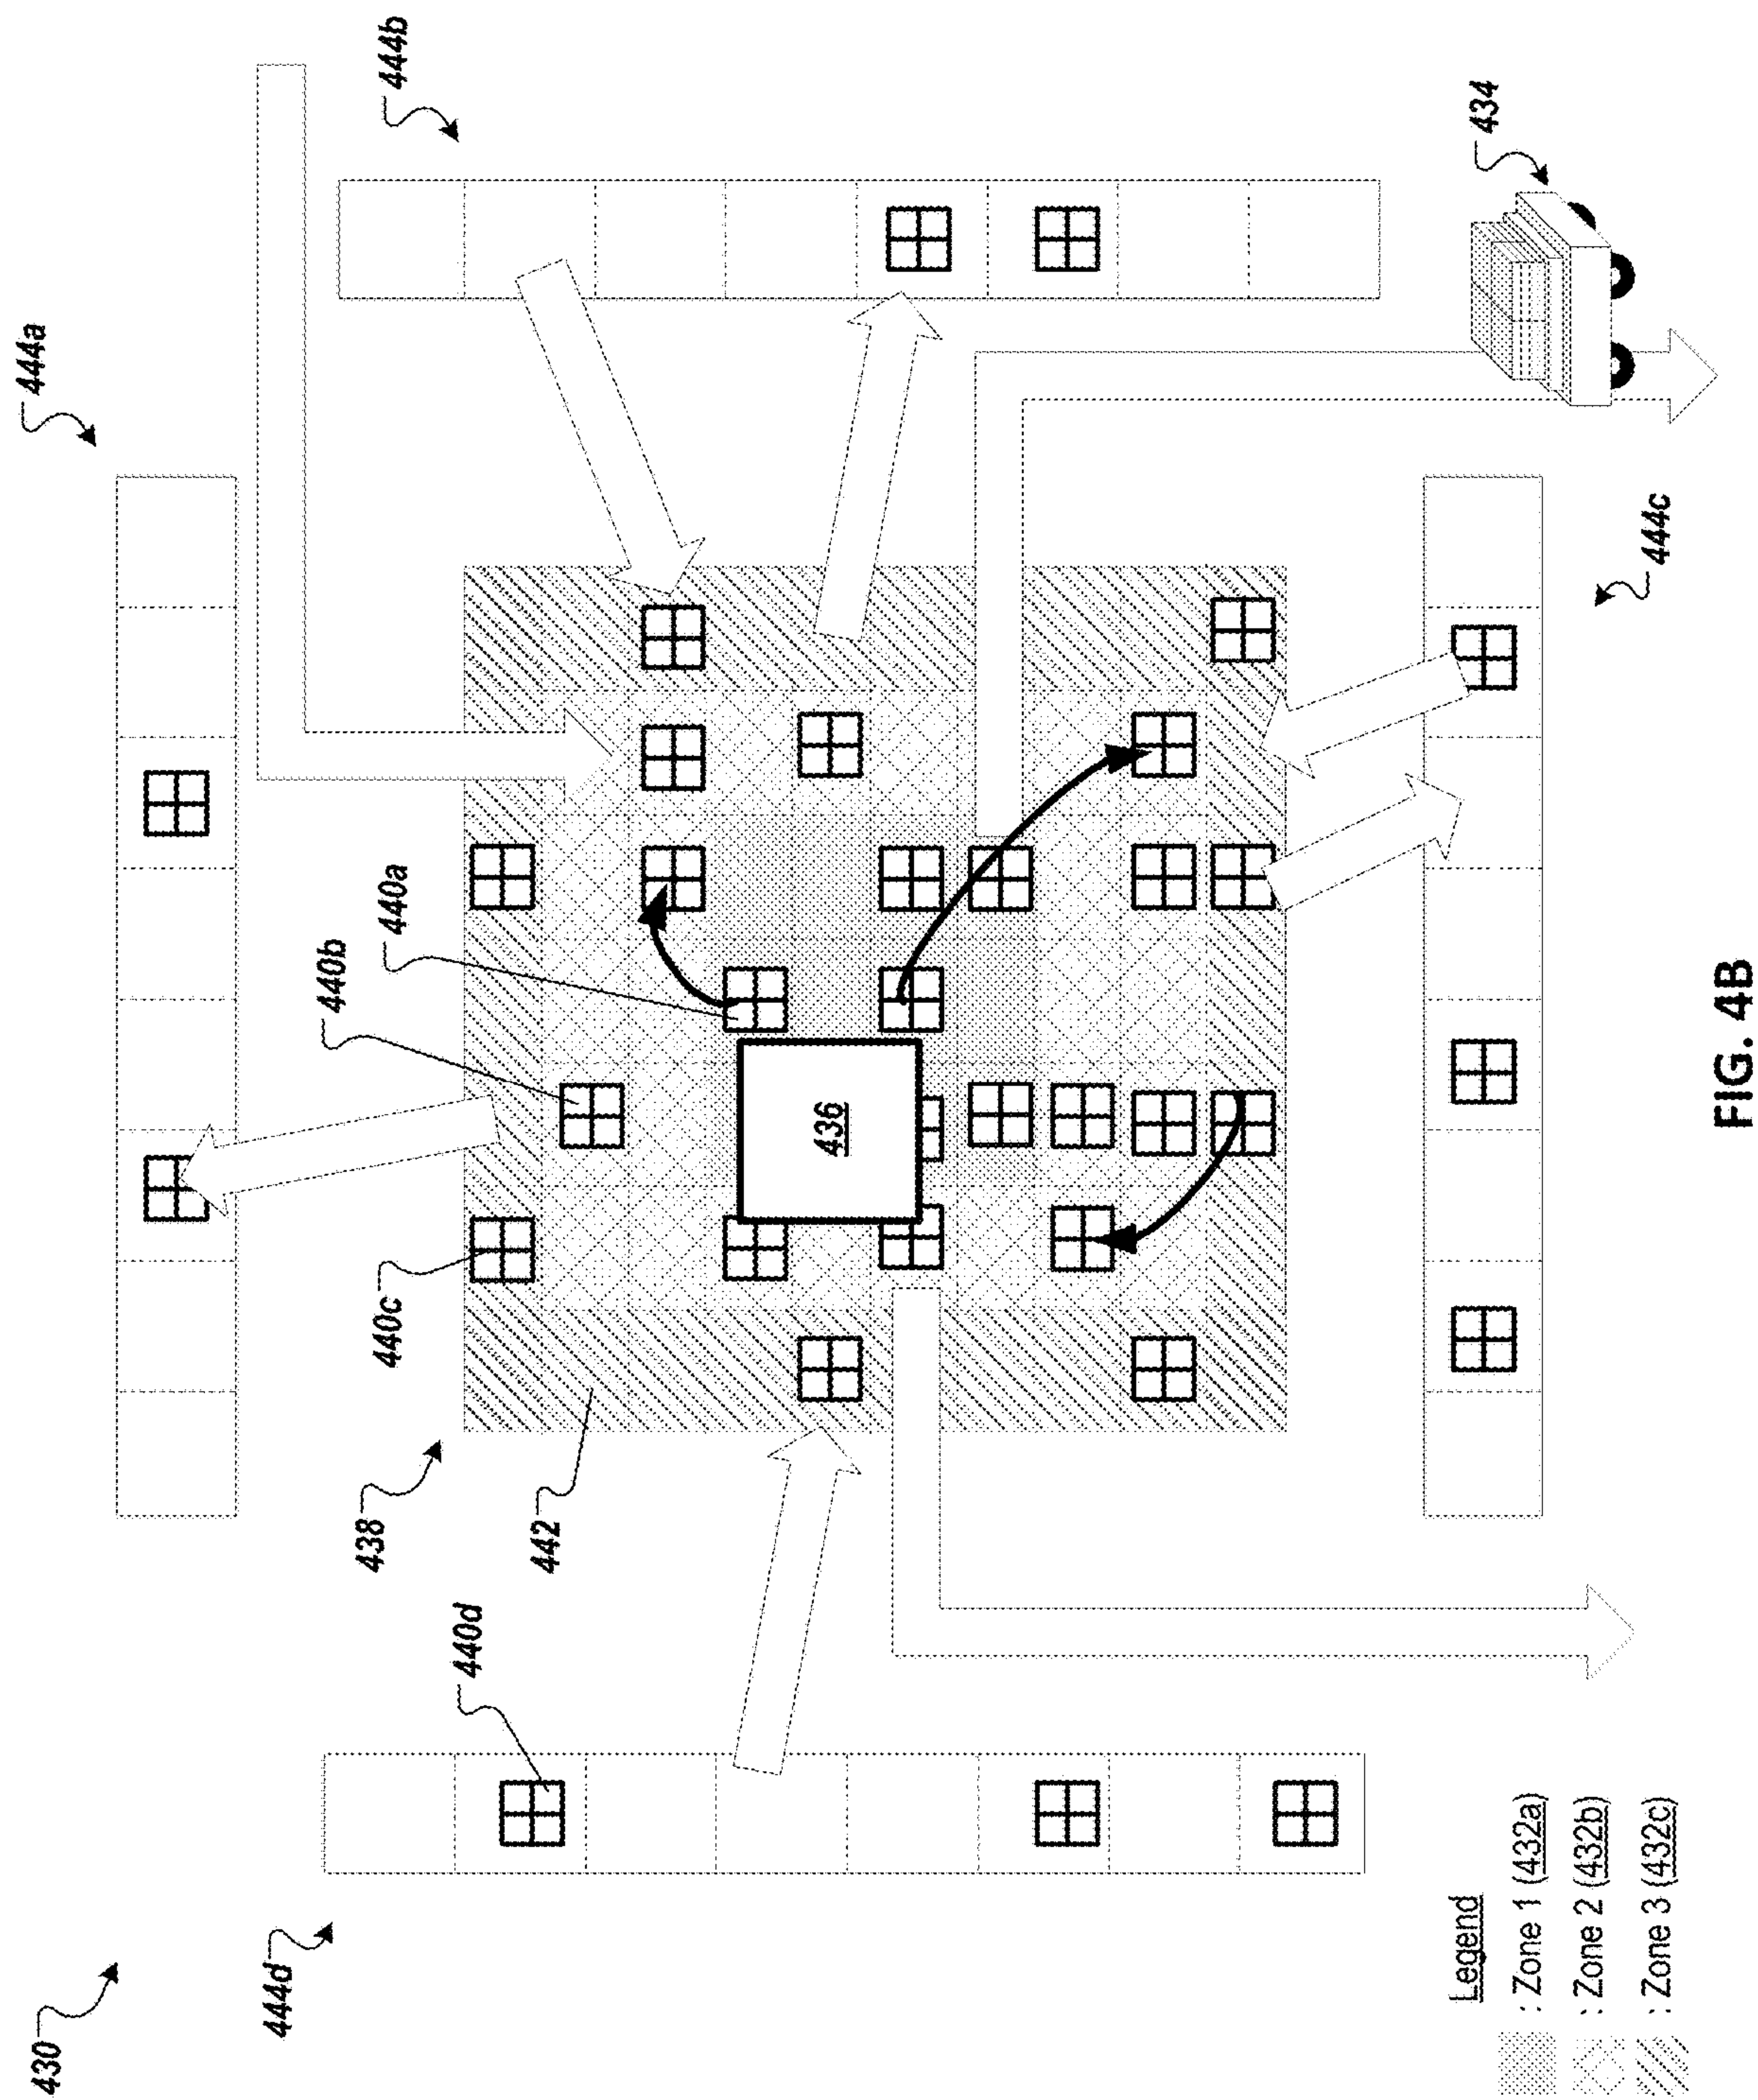 430
444a
444d
444b
440b
438
440c
440a
440d
442
436
434
Legend
: Zone 1 (432a)
: Zone 2 (432b)
: Zone 3 (432c)
444c
FIG. 4B